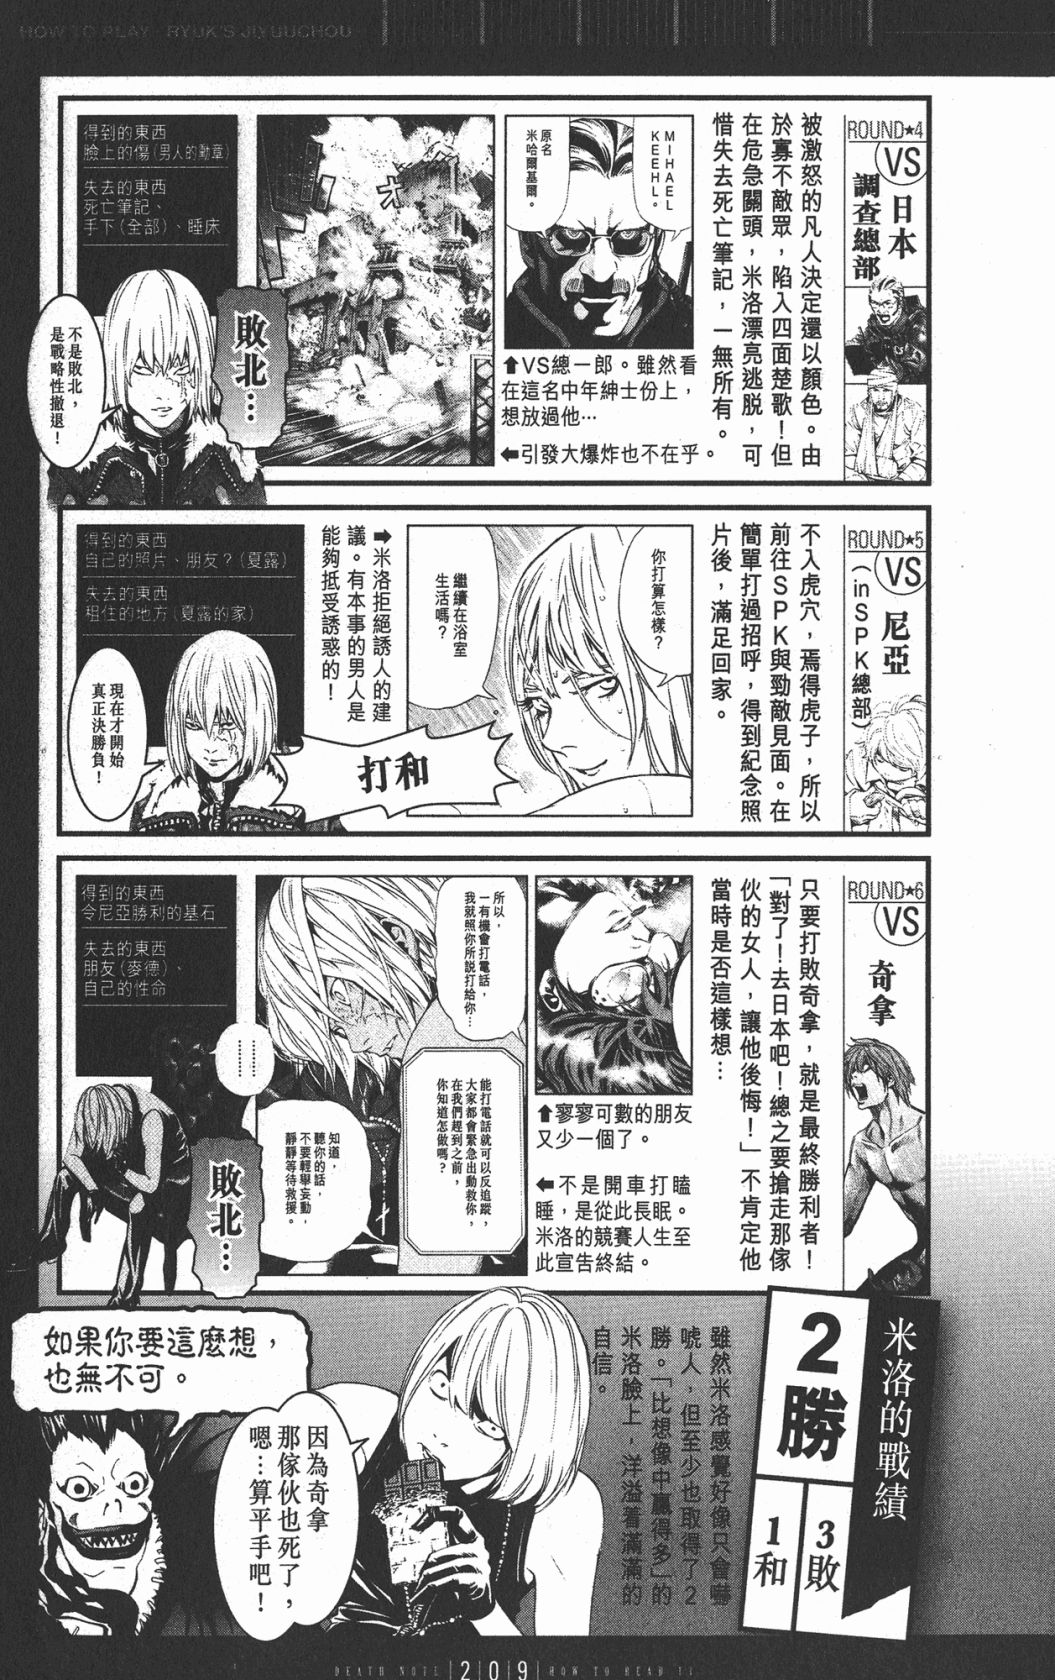 HOW TO PLAY : RYUK'S JIYUUCHOU
ROUND★4
VS
日本
調查總部
被激怒的凡人決定還以顏色。由
於寡不敵眾，陷入四面楚歌！但
在危急關頭，米洛漂亮逃脫，可
惜失去死亡筆記，一無所有。
MIHAEL
KEEHL。
原名
米哈爾基爾。
⬆VS總一郎。雖然看
在這名中年紳士份上，
想放過他…
⬅引發大爆炸也不在乎。
得到的東西
臉上的傷(男人的勳章)
失去的東西
死亡筆記、
手下(全部)、睡床
敗北…
不是敗北，
是戰略性撤退！
ROUND★5
VS
尼亞
(inSPK總部)
不入虎穴，焉得虎子，所以
前往SPK與勁敵見面。在
簡單打過招呼，得到紀念照
片後，滿足回家。
你打算怎樣？
繼續在浴室
生活嗎？
➡米洛拒絕誘人的建
議。有本事的男人是
能夠抵受誘惑的！
得到的東西
自己的照片、朋友？(夏露)
失去的東西
租住的地方(夏露的家)
打和
現在才開始
真正決勝負！
ROUND★6
VS
奇拿
只要打敗奇拿，就是最終勝利者！
「對了！去日本吧！總之要搶走那傢
伙的女人，讓他後悔！」不肯定他
當時是否這樣想…
⬆寥寥可數的朋友
又少一個了。
⬅不是開車打瞌
睡，是從此長眠。
米洛的競賽人生至
此宣告終結。
所以，
一有機會打電話，
我就照你所說打給你…
能打電話就可以反追蹤，
大家都會緊急出動救你，
在我們趕到之前，
你知道怎做嗎？
知道，
聽你的話，
不要輕舉妄動，
靜靜等待救援。
得到的東西
令尼亞勝利的基石
失去的東西
朋友(麥德)、
自己的性命
……
……
敗北…
米洛的戰績
2勝
3敗
1和
雖然米洛感覺好像只會嚇
唬人，但至少也取得了2
勝。「比想像中贏得多」的
米洛臉上，洋溢着滿滿的
自信。
因為奇拿
那傢伙也死了，
嗯…算平手吧！
如果你要這麼想，
也無不可。
DEATH NOTE |2|0|9| HOW TO READ 13